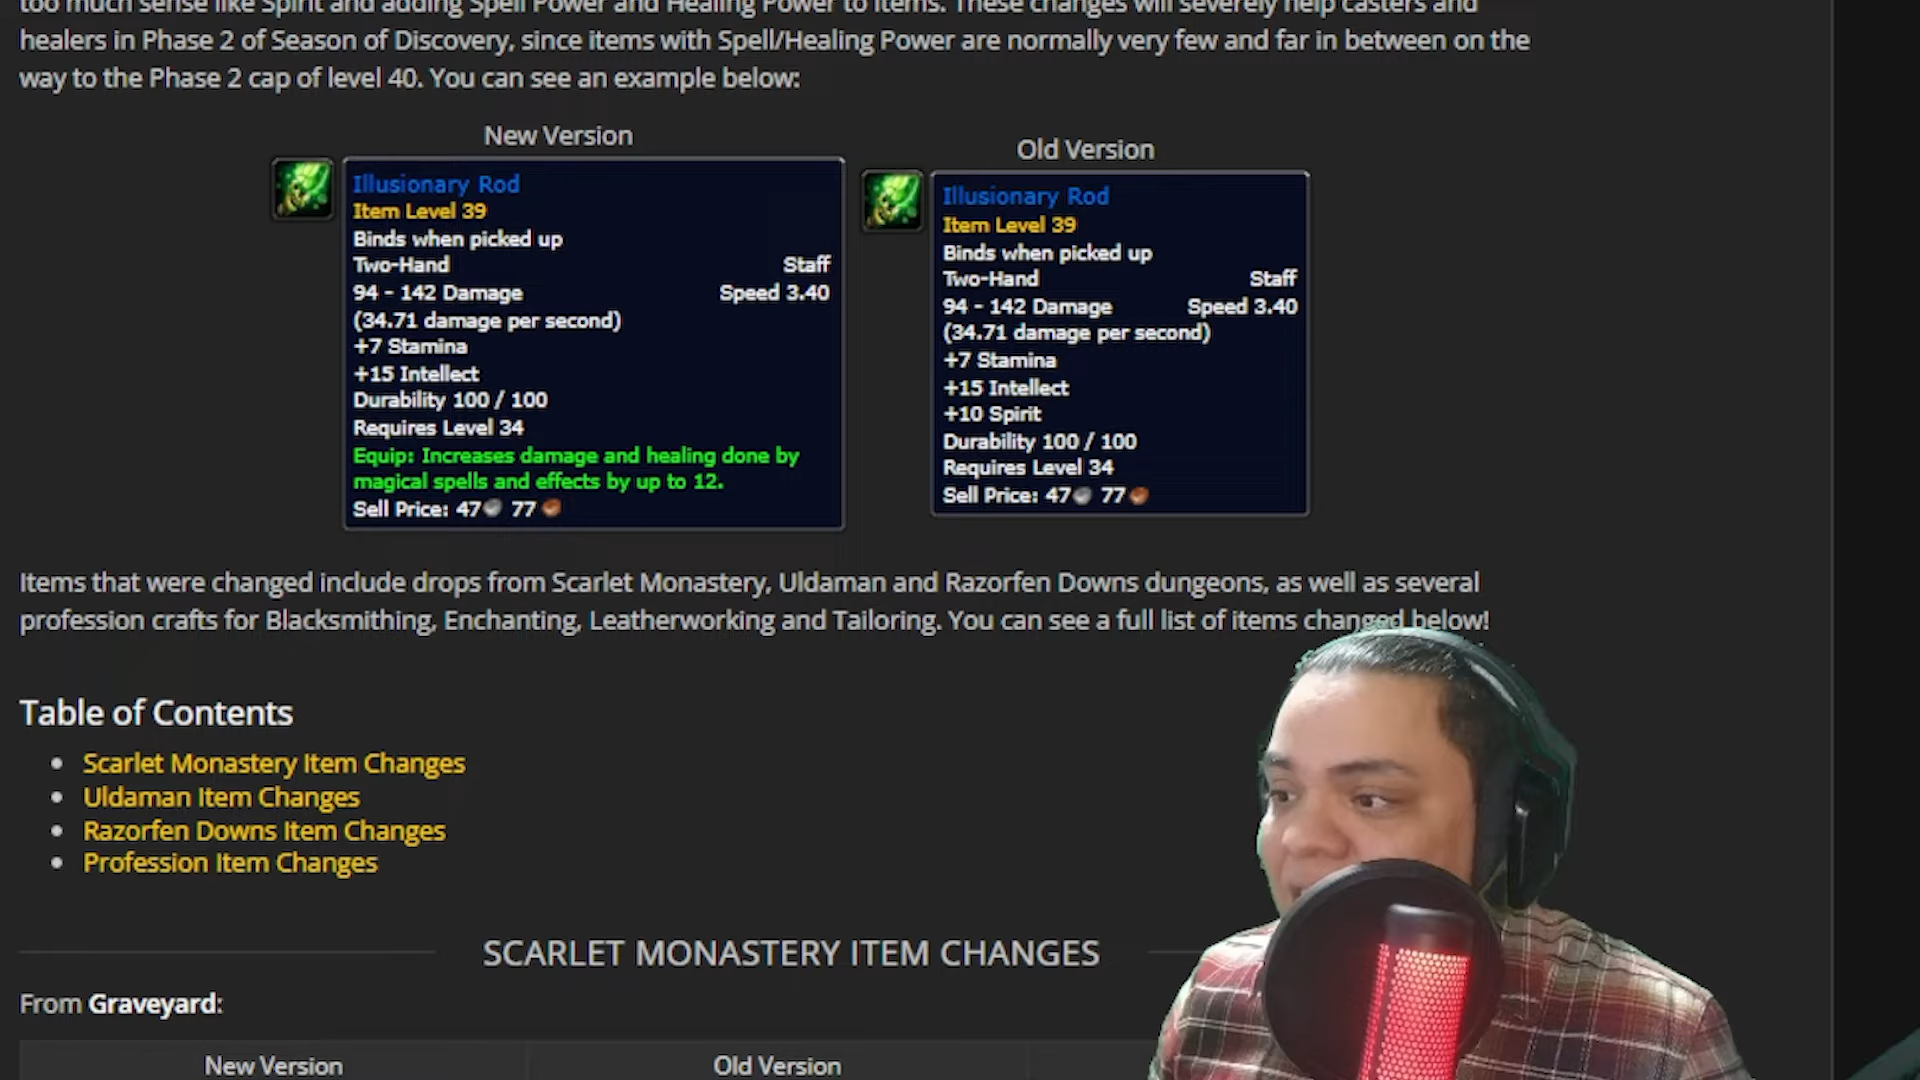 too much sense like Spirit and adding Spell Power and Healing Power to items. These changes will severely help casters and
healers in Phase 2 of Season of Discovery, since items with Spell/Healing Power are normally very few and far in between on the
way to the Phase 2 cap of level 40. You can see an example below:
New Version
Illusionary Rod
Item Level 39
Binds when picked up
Two-Hand Staff
94 - 142 Damage Speed 3.40
(34.71 damage per second)
+7 Stamina
+15 Intellect
Durability 100 / 100
Requires Level 34
Equip: Increases damage and healing done by
magical spells and effects by up to 12.
Sell Price: 47 77
Old Version
Illusionary Rod
Item Level 39
Binds when picked up
Two-Hand Staff
94 - 142 Damage Speed 3.40
(34.71 damage per second)
+7 Stamina
+15 Intellect
+10 Spirit
Durability 100 / 100
Requires Level 34
Sell Price: 47 77
Items that were changed include drops from Scarlet Monastery, Uldaman and Razorfen Downs dungeons, as well as several
profession crafts for Blacksmithing, Enchanting, Leatherworking and Tailoring. You can see a full list of items changed below!
Table of Contents
• Scarlet Monastery Item Changes
• Uldaman Item Changes
• Razorfen Downs Item Changes
• Profession Item Changes
SCARLET MONASTERY ITEM CHANGES
From Graveyard:
New Version Old Version